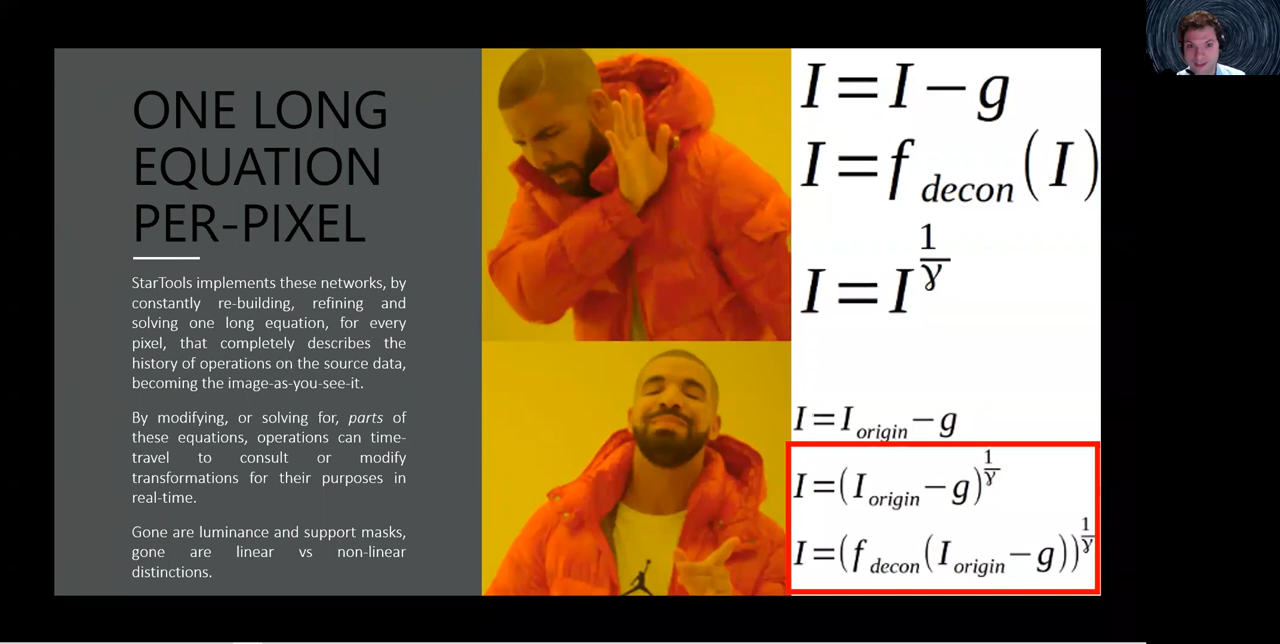 ONE LONG
EQUATION
PER-PIXEL
StarTools implements these networks, by
constantly re-building, refining and
solving one long equation, for every
pixel, that completely describes the
history of operations on the source data,
becoming the image-as-you-see-it.
By modifying, or solving for, parts of
these equations, operations can time-
travel to consult or modify
transformations for their purposes in
real-time.
Gone are luminance and support masks,
gone are linear vs non-linear
distinctions.
I=I−g
I=f decon (I)
I=I^(1/γ)
I=I origin −g
I=(I origin −g)^(1/γ)
I=(f decon (I origin −g))^(1/γ)